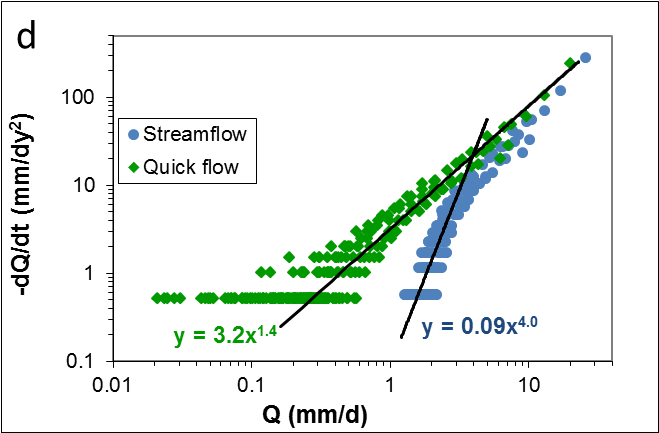 d
-dQ/dt (mm/dy²)
100
10
1
0.1
Streamflow
Quick flow
y = 3.2x¹·⁴
y = 0.09x⁴·⁰
0.01
0.1
1
10
Q (mm/d)